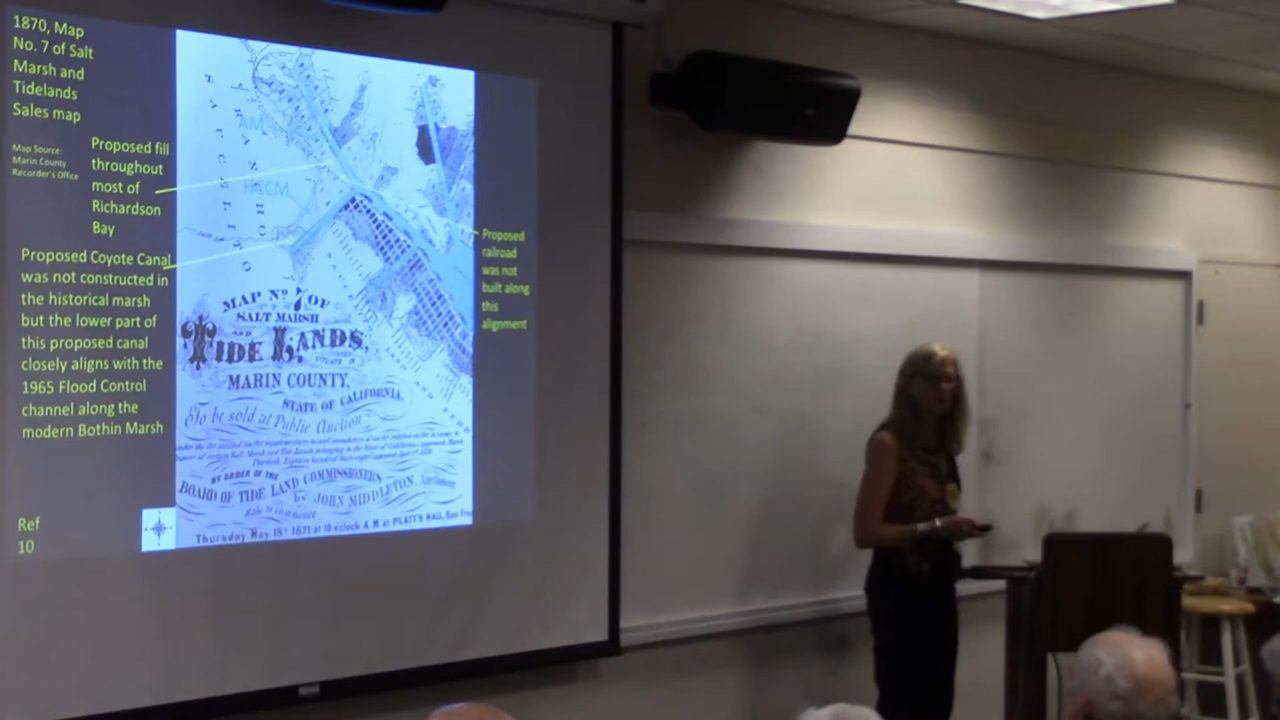 1870, Map
No. 7 of Salt
Marsh and
Tidelands
Sales map
Map Source:
Marin County
Recorder's Office
Proposed fill
throughout
most of
Richardson
Bay
Proposed Coyote Canal
was not constructed in
the historical marsh
but the lower part of
this proposed canal
closely aligns with the
1965 Flood Control
channel along the
modern Bothin Marsh
Ref
10
Proposed
railroad
was not
built along
this
alignment
MAP No 7 OF
SALT MARSH
AND
TIDE LANDS,
MARIN COUNTY,
STATE OF CALIFORNIA.
To be sold at Public Auction
BY ORDER OF THE
BOARD OF TIDE LAND COMMISSIONERS
by JOHN MIDDLETON,
Sale to commence
Thursday May 18th 1871 at 10 o'clock A.M. at PLATT'S HALL, San